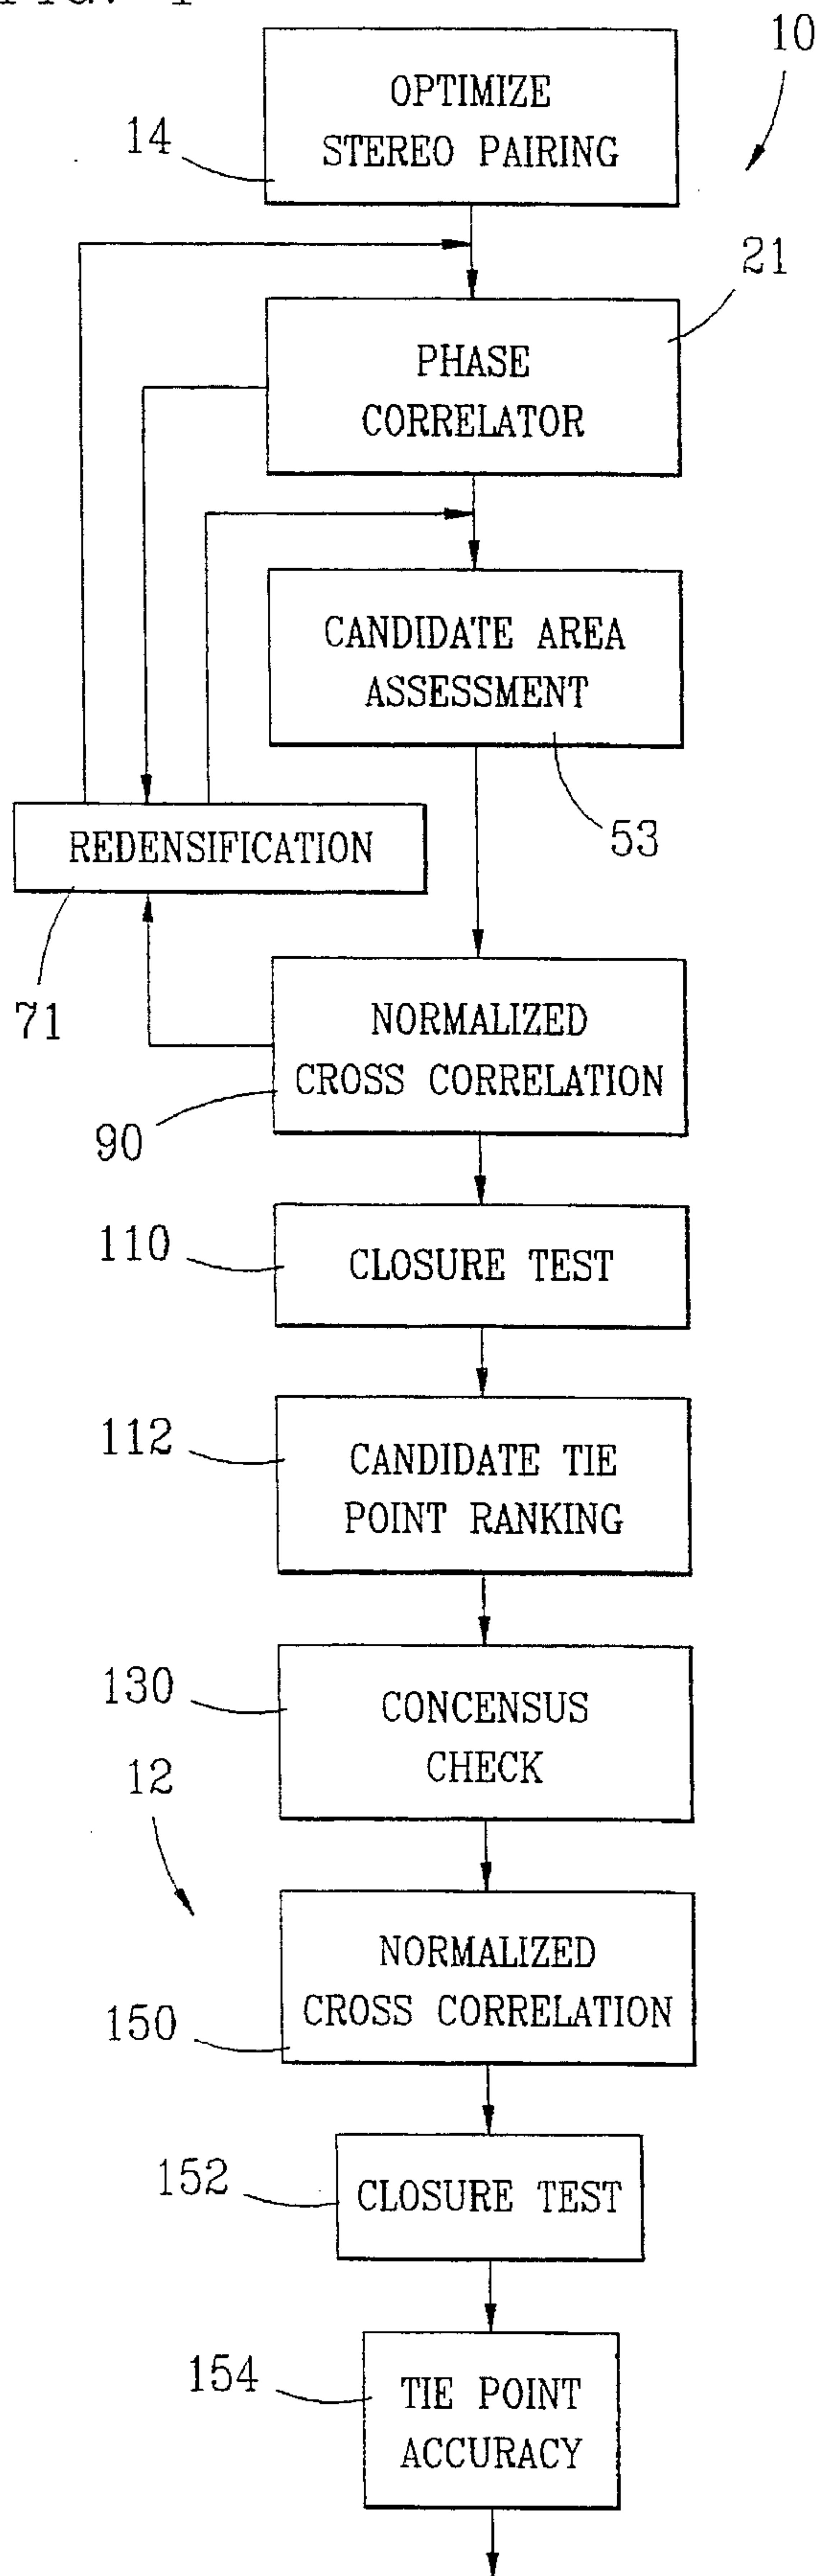 10
OPTIMIZE
STEREO PAIRING
14
21
PHASE
CORRELATOR
CANDIDATE AREA
ASSESSMENT
53
REDENSIFICATION
71
NORMALIZED
CROSS CORRELATION
90
110
CLOSURE TEST
112
CANDIDATE TIE
POINT RANKING
130
CONCENSUS
CHECK
12
NORMALIZED
CROSS CORRELATION
150
152
CLOSURE TEST
154
TIE POINT
ACCURACY